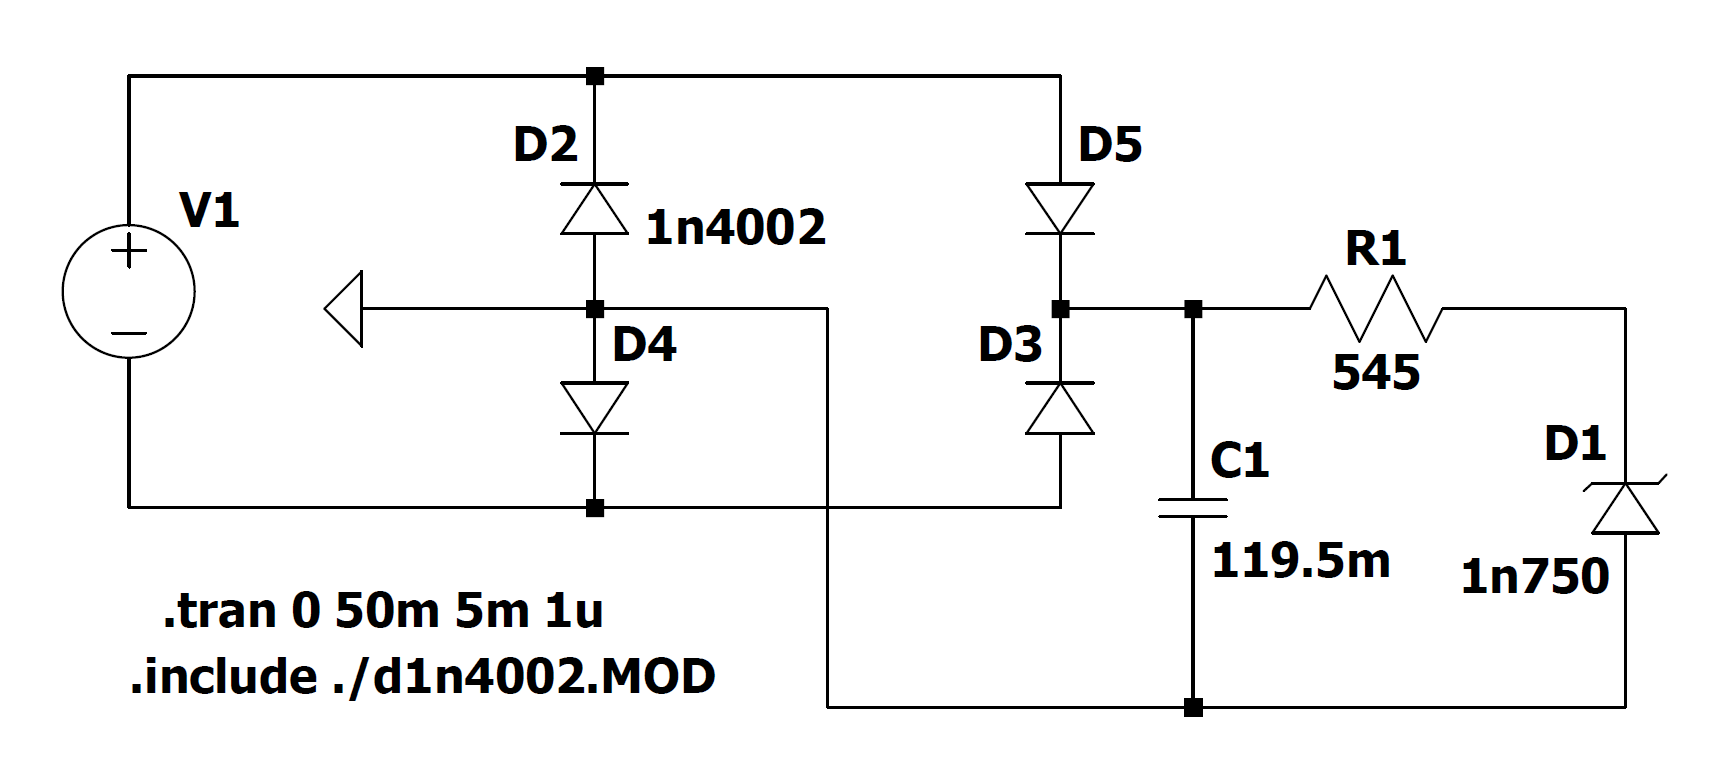 D2
D5
V1
1n4002
R1
D4
D3
545
D1
C1
119.5m
1n750
.tran 0 50m 5m 1u
.include ./d1n4002.MOD